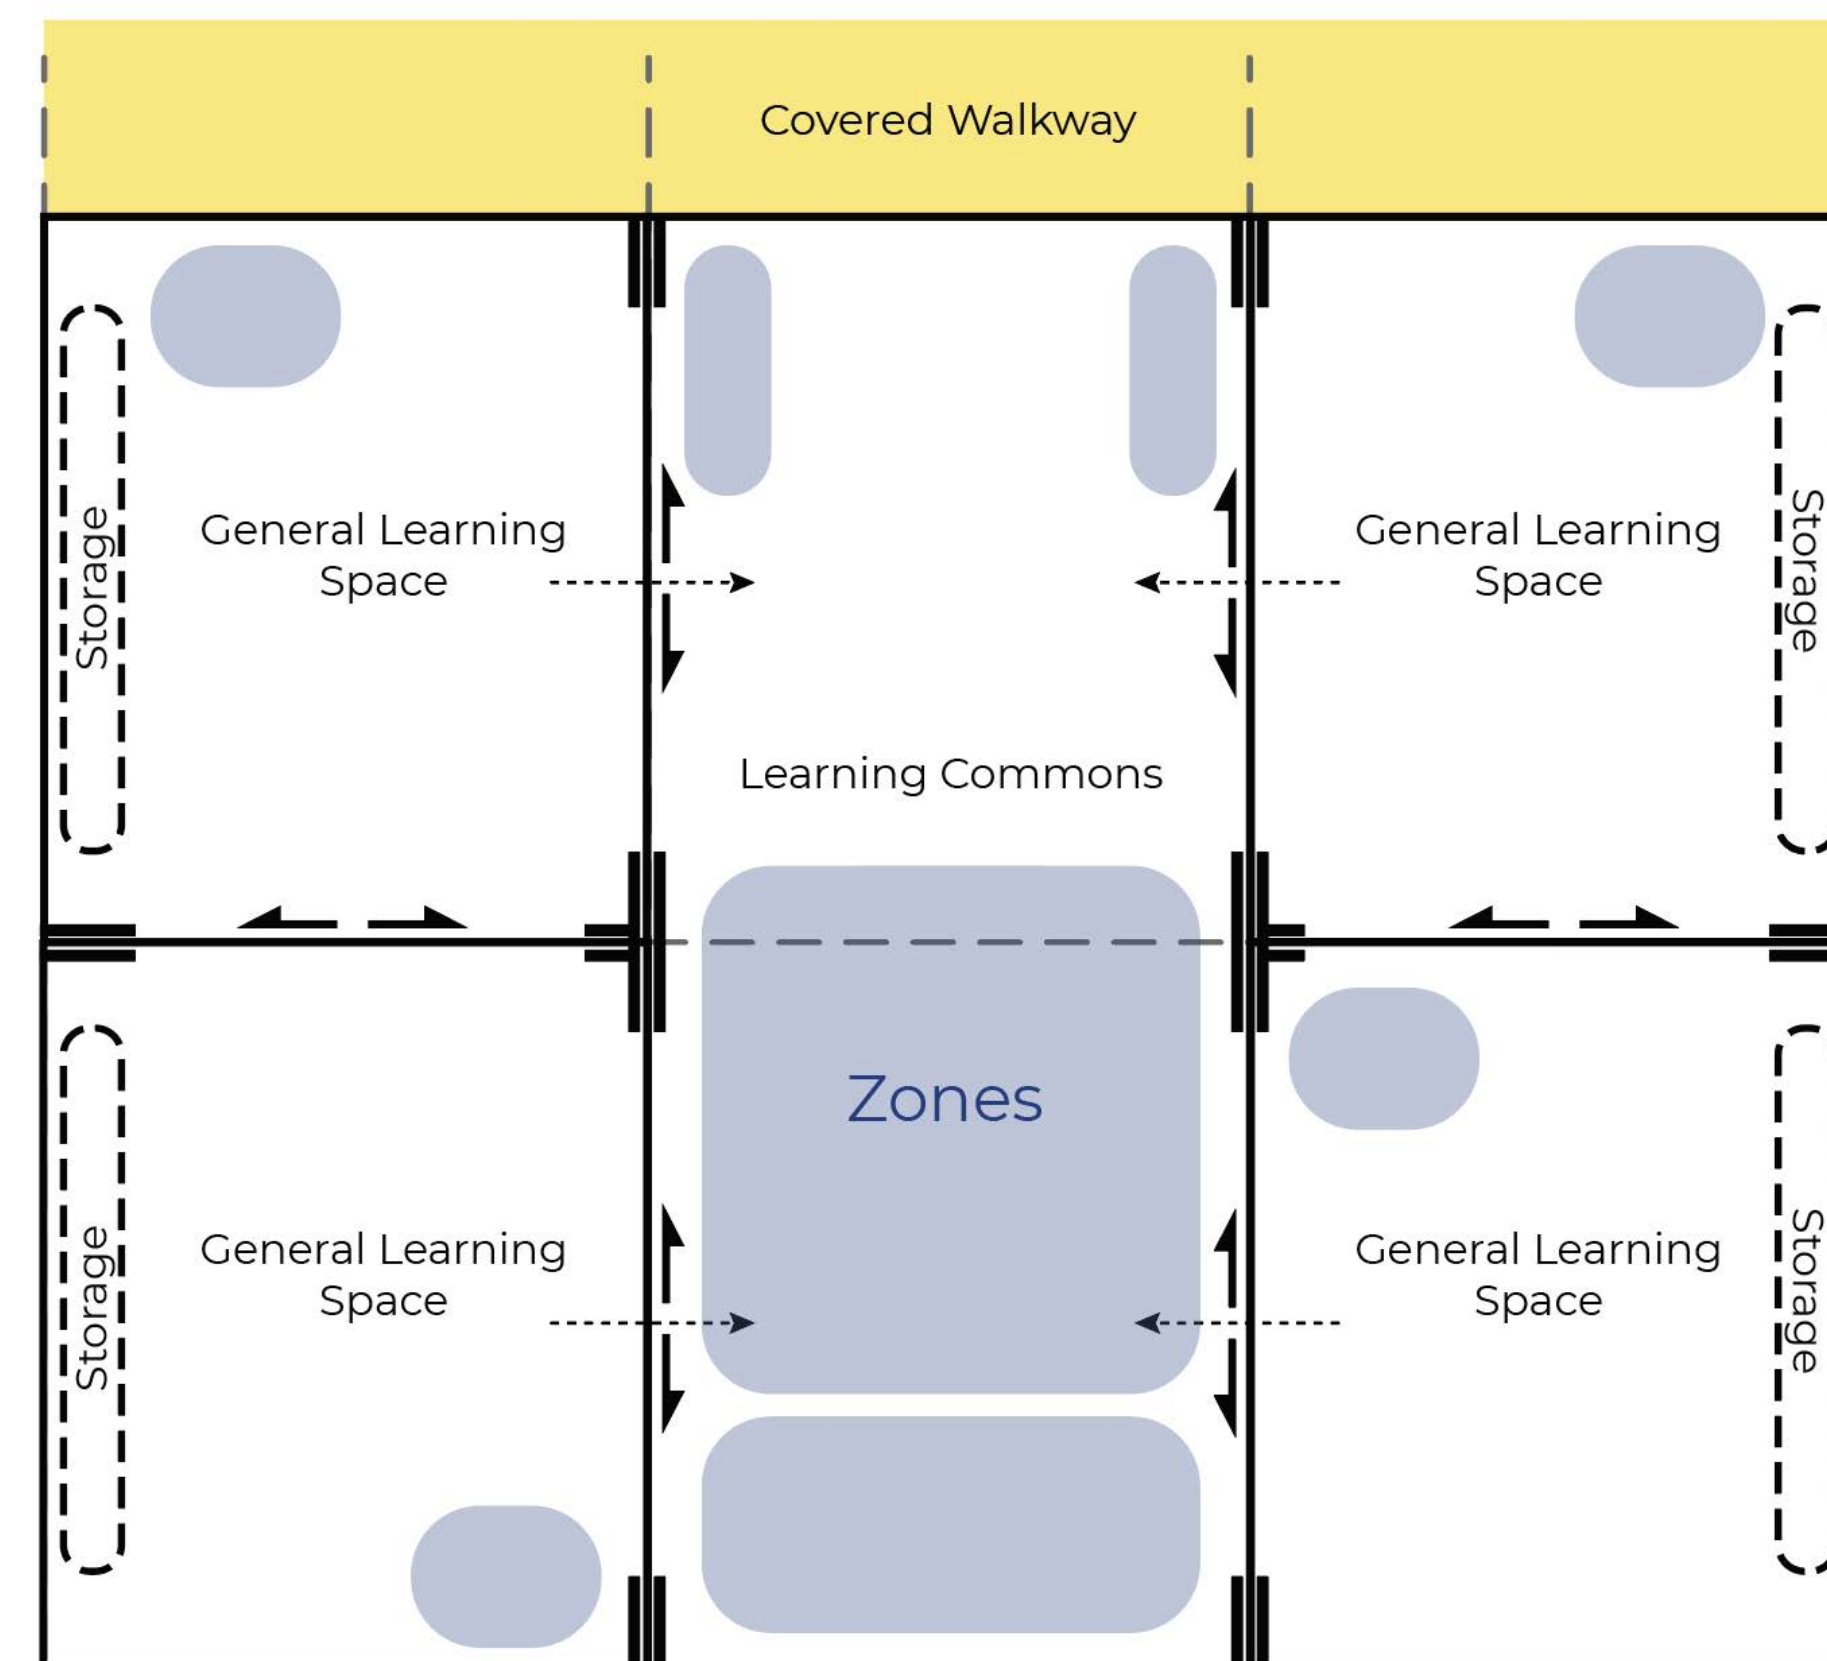 Covered Walkway
General Learning
Space
General Learning
Space
Storage
Storage
Learning Commons
Zones
General Learning
Space
General Learning
Space
Storage
Storage